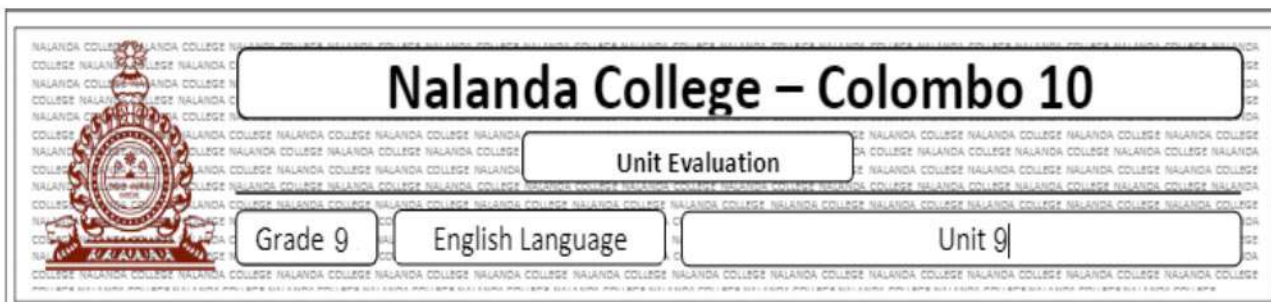 Nalanda College – Colombo 10
Unit Evaluation
Grade 9
English Language
Unit 9